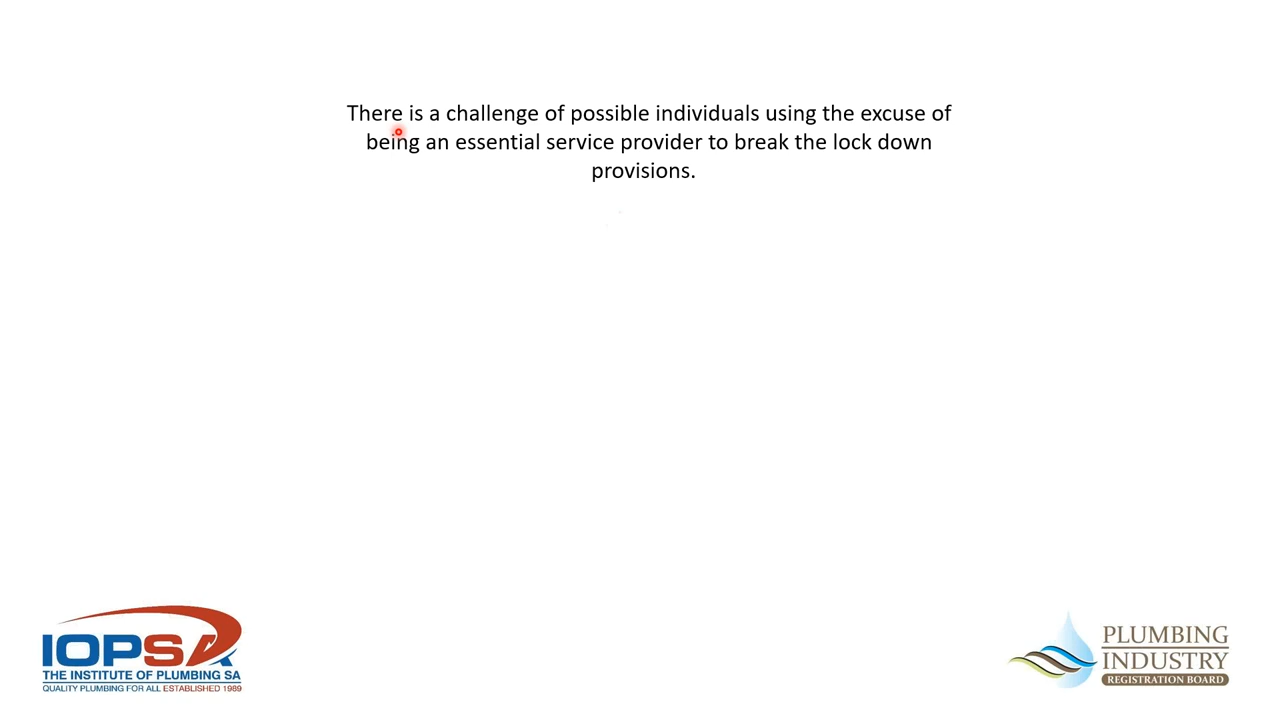 There is a challenge of possible individuals using the excuse of
being an essential service provider to break the lock down
provisions.
IOPSA
THE INSTITUTE OF PLUMBING SA
QUALITY PLUMBING FOR ALL ESTABLISHED 1989
PLUMBING
INDUSTRY
REGISTRATION BOARD